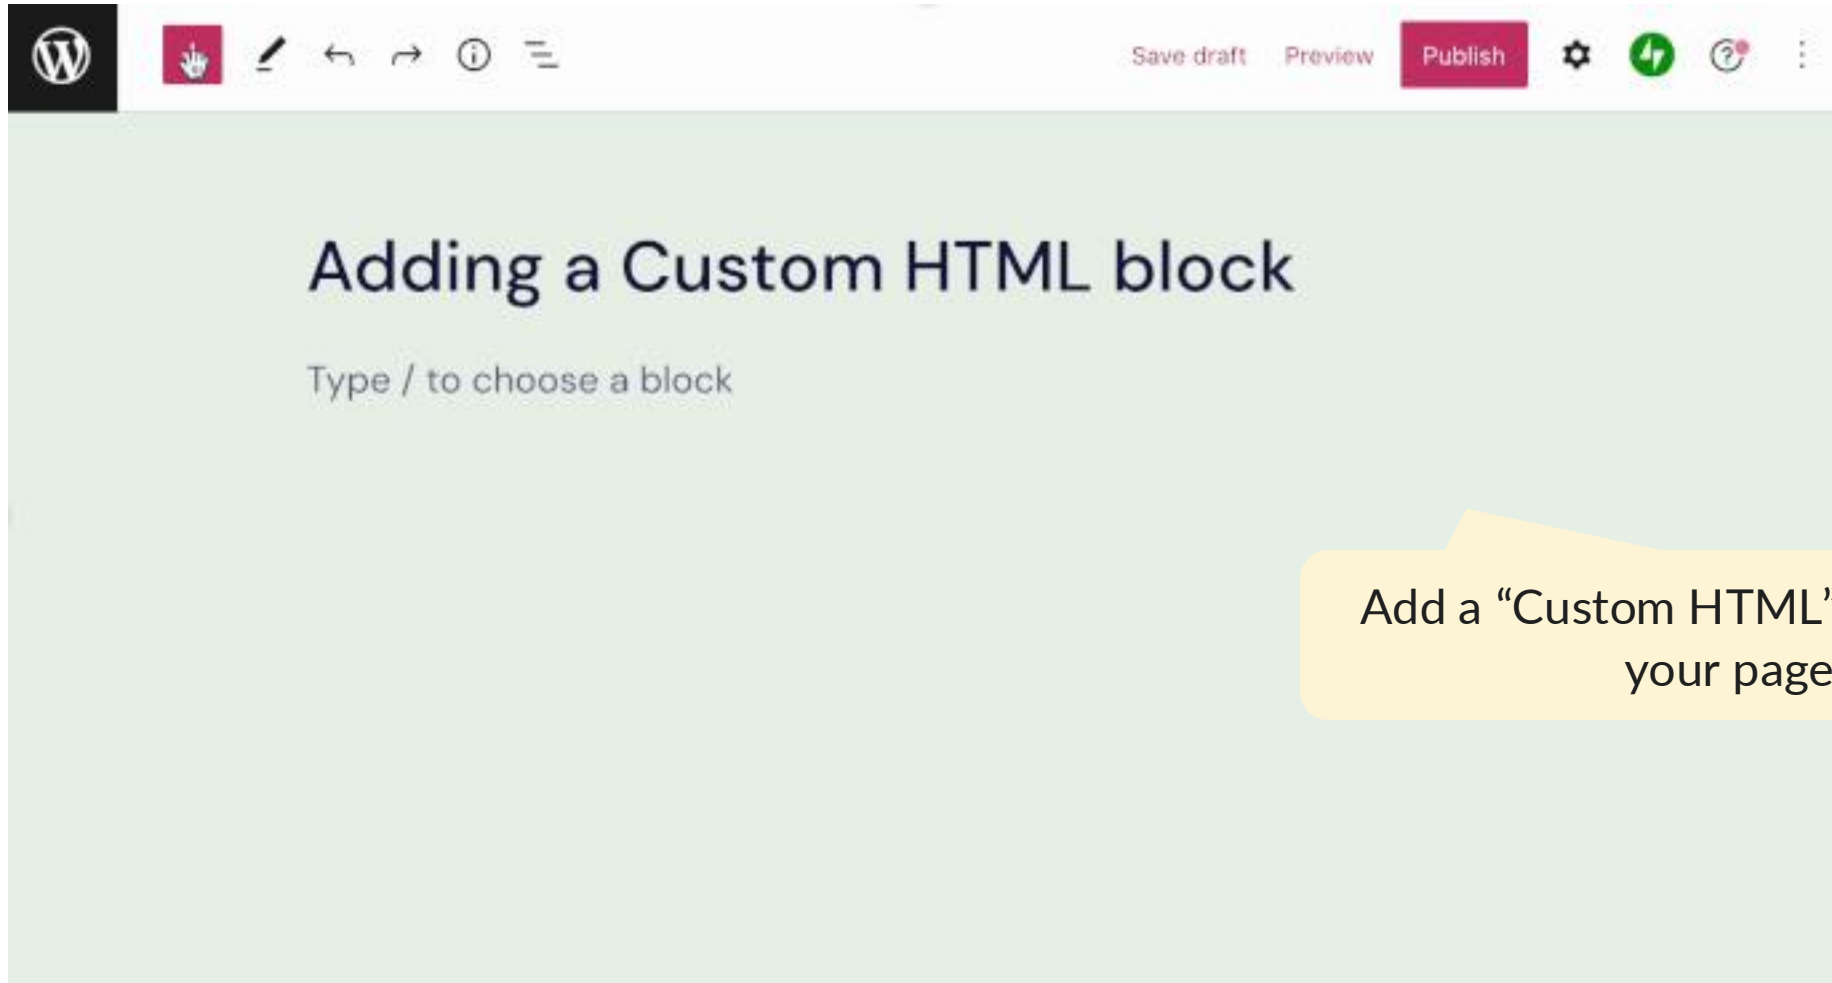 Save draft Preview Publish
Adding a Custom HTML block
Type / to choose a block
Add a “Custom HTML”
your page